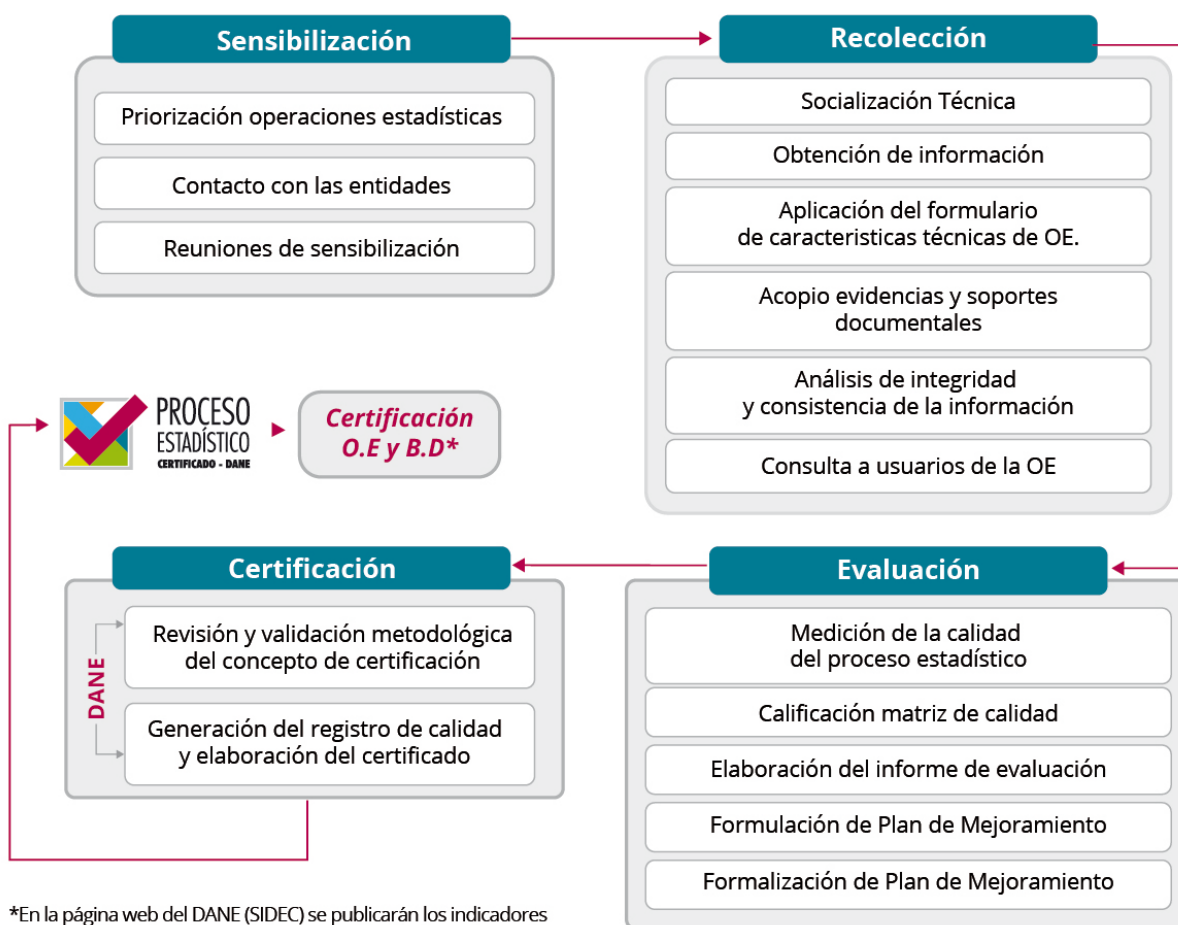 Sensibilización
Priorización operaciones estadísticas
Contacto con las entidades
Reuniones de sensibilización
Recolección
Socialización Técnica
Obtención de información
Aplicación del formulario
de caracteristicas técnicas de OE.
Acopio evidencias y soportes
documentales
Análisis de integridad
y consistencia de la información
Consulta a usuarios de la OE
Evaluación
Medición de la calidad
del proceso estadístico
Calificación matriz de calidad
Elaboración del informe de evaluación
Formulación de Plan de Mejoramiento
Formalización de Plan de Mejoramiento
Certificación
DANE
Revisión y validación metodológica
del concepto de certificación
Generación del registro de calidad
y elaboración del certificado
PROCESO
ESTADÍSTICO
CERTIFICADO - DANE
Certificación
O.E y B.D*
*En la página web del DANE (SIDEC) se publicarán los indicadores